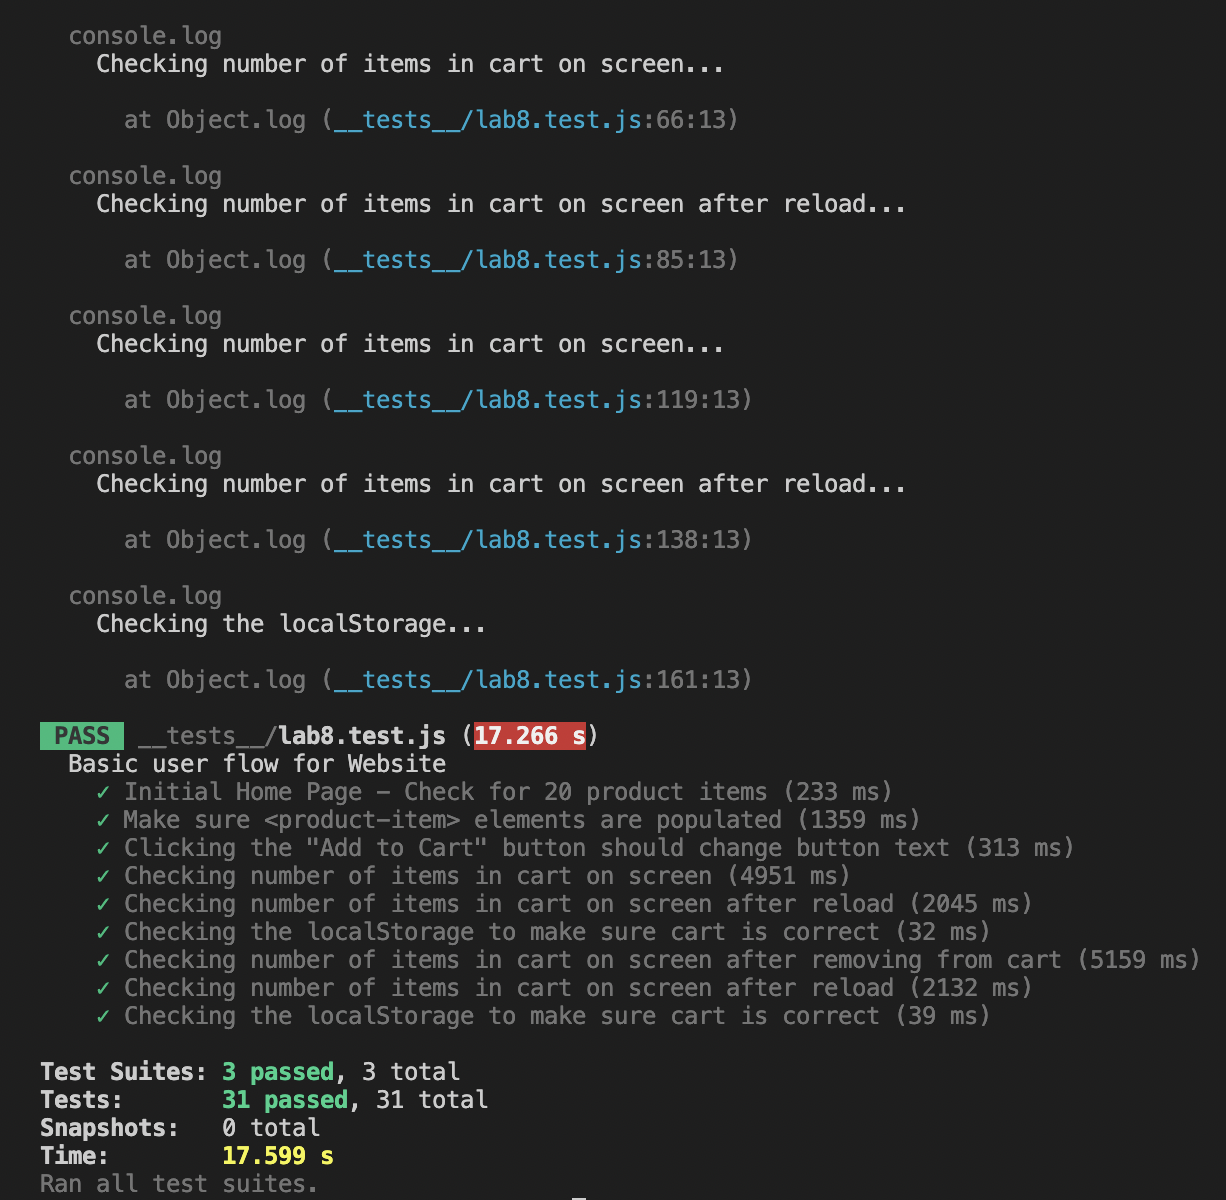 console.log
Checking number of items in cart on screen...
at Object.log (__tests__/lab8.test.js:66:13)
console.log
Checking number of items in cart on screen after reload...
at Object.log (__tests__/lab8.test.js:85:13)
console.log
Checking number of items in cart on screen...
at Object.log (__tests__/lab8.test.js:119:13)
console.log
Checking number of items in cart on screen after reload...
at Object.log (__tests__/lab8.test.js:138:13)
console.log
Checking the localStorage...
at Object.log (__tests__/lab8.test.js:161:13)
PASS __tests__/lab8.test.js (17.266 s)
Basic user flow for Website
✓ Initial Home Page – Check for 20 product items (233 ms)
✓ Make sure <product-item> elements are populated (1359 ms)
✓ Clicking the "Add to Cart" button should change button text (313 ms)
✓ Checking number of items in cart on screen (4951 ms)
✓ Checking number of items in cart on screen after reload (2045 ms)
✓ Checking the localStorage to make sure cart is correct (32 ms)
✓ Checking number of items in cart on screen after removing from cart (5159 ms)
✓ Checking number of items in cart on screen after reload (2132 ms)
✓ Checking the localStorage to make sure cart is correct (39 ms)
Test Suites: 3 passed, 3 total
Tests: 31 passed, 31 total
Snapshots: 0 total
Time: 17.599 s
Ran all test suites.